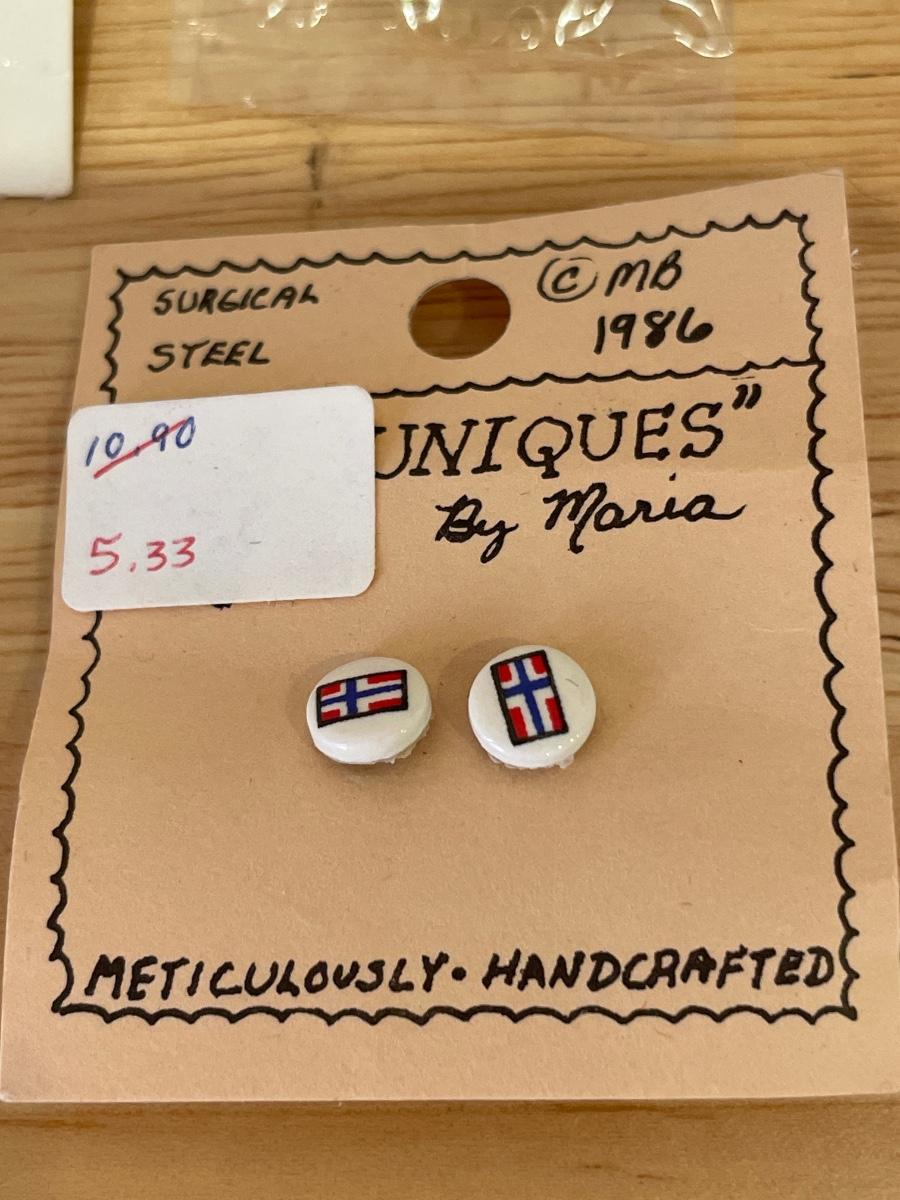 SURGICAL
STEEL
© MB
1986
10.90
5.33
UNIQUES"
By Maria
METICULOUSLY • HANDCRAFTED